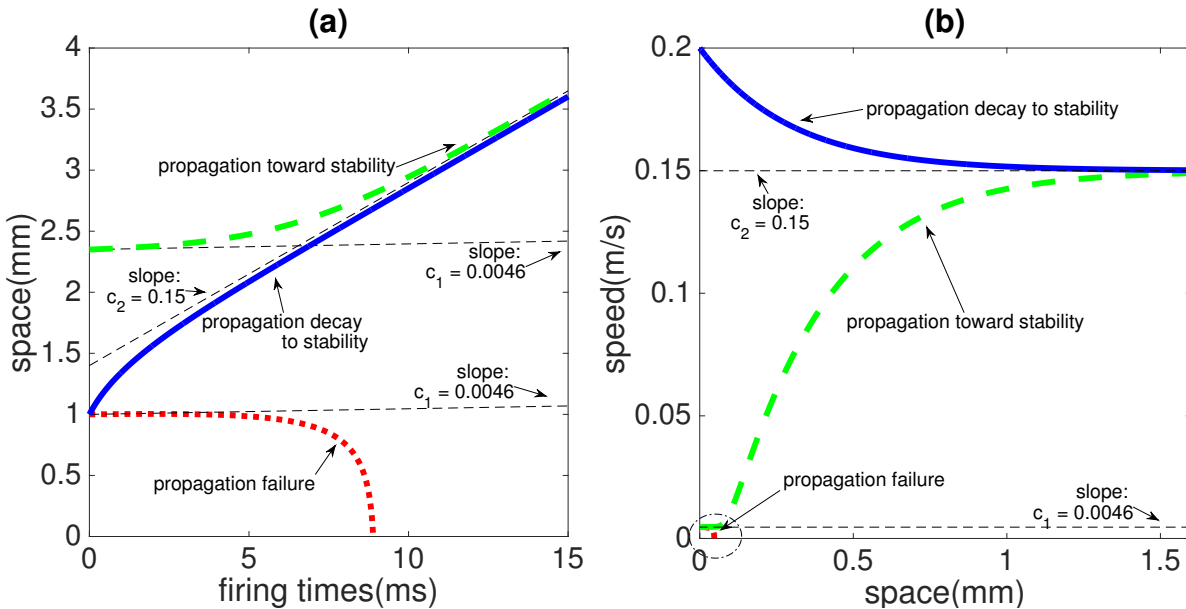 (a)
4
3.5
3
2.5
2
1.5
1
0.5
0
0
5
10
15
space(mm)
firing times(ms)
propagation toward stability
slope:
c1 = 0.0046
slope:
c2 = 0.15
propagation decay
to stability
slope:
c1 = 0.0046
propagation failure
(b)
0.2
0.15
0.1
0.05
0
0
0.5
1
1.5
speed(m/s)
space(mm)
propagation decay to stability
slope:
c2 = 0.15
propagation toward stability
propagation failure
slope:
c1 = 0.0046